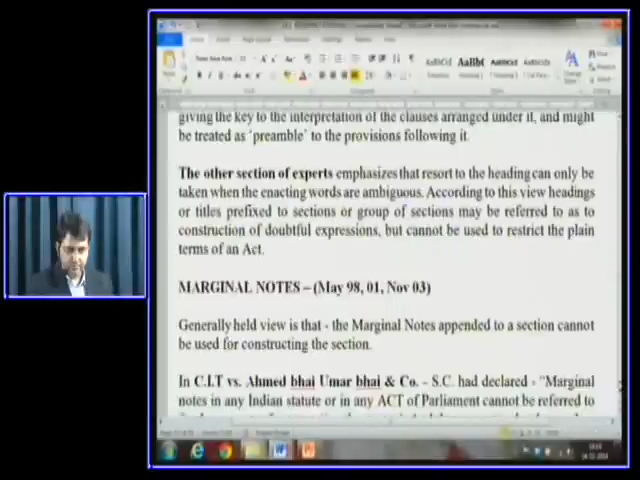 giving the key to the interpretation of the clauses arranged under it, and might
be treated as 'preamble' to the provisions following it.
The other section of experts emphasizes that resort to the heading can only be
taken when the enacting words are ambiguous. According to this view headings
or titles prefixed to sections or group of sections may be referred to as to
construction of doubtful expressions, but cannot be used to restrict the plain
terms of an Act.
MARGINAL NOTES – (May 98, 01, Nov 03)
Generally held view is that - the Marginal Notes appended to a section cannot
be used for constructing the section.
In C.I.T vs. Ahmed bhai Umar bhai & Co. - S.C. had declared - "Marginal
notes in any Indian statute or in any ACT of Parliament cannot be referred to